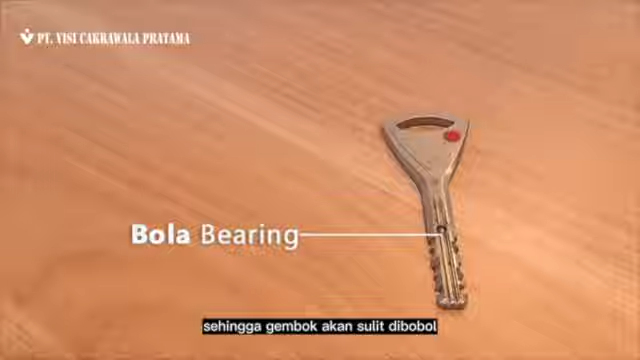 PT. VISI CAKRAWALA PRATAMA
Bola Bearing
sehingga gembok akan sulit dibobol